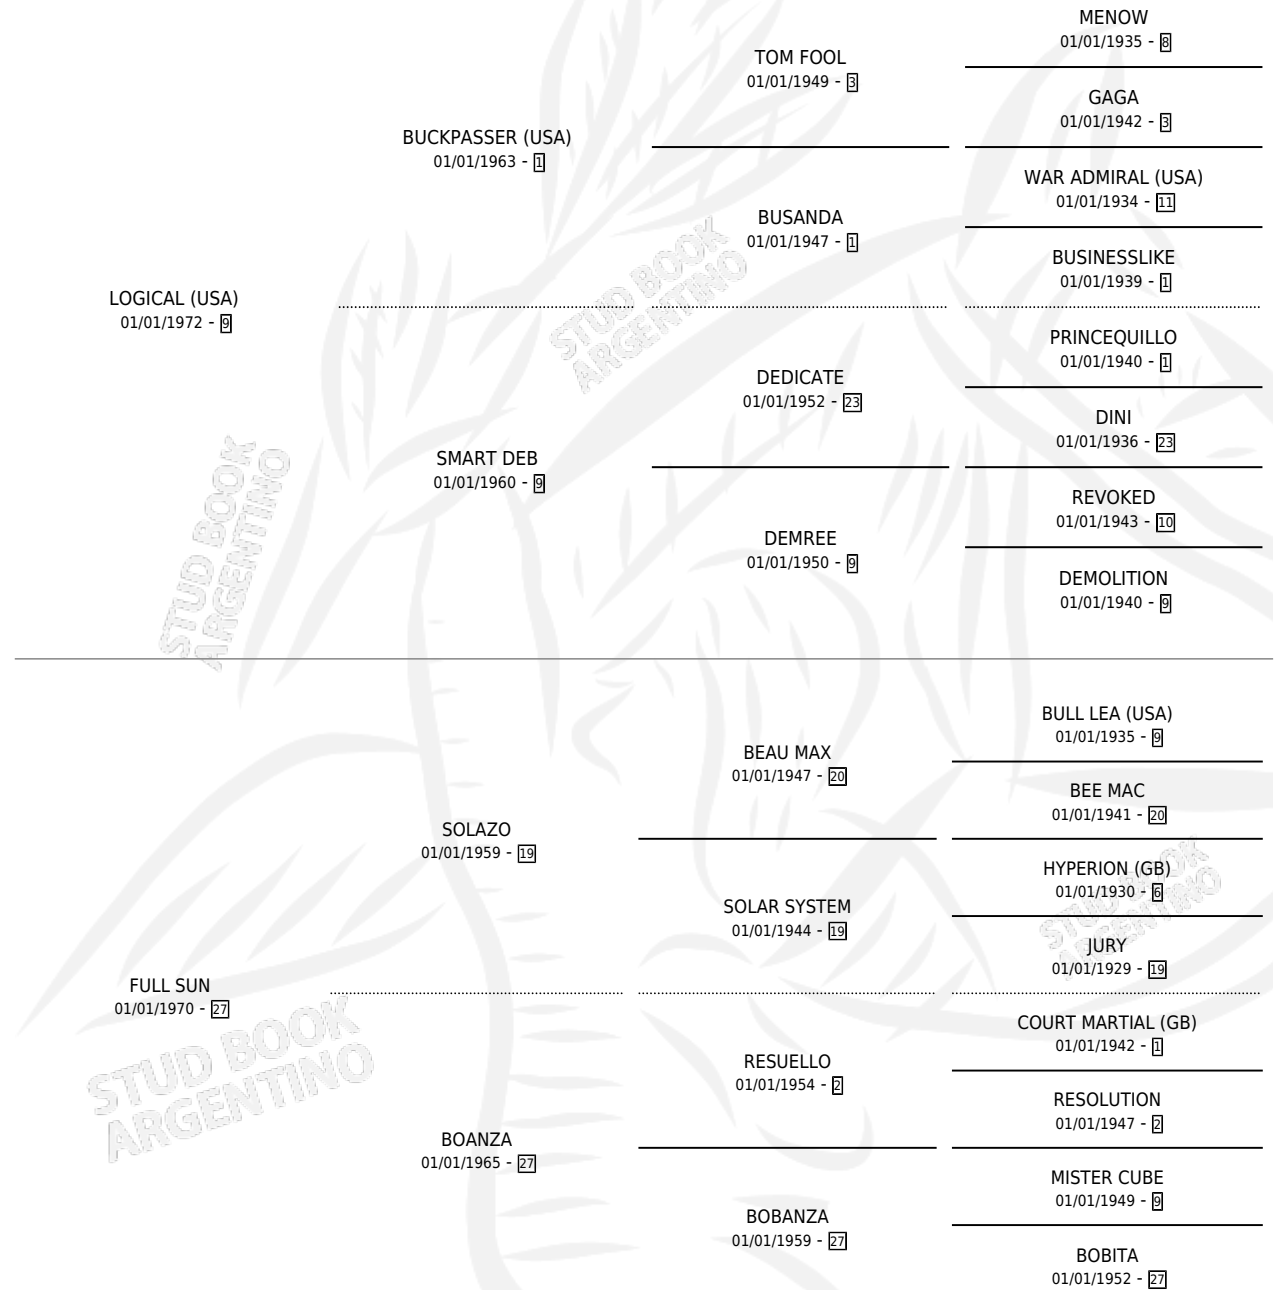 MENOW
01/01/1935 - 8
TOM FOOL
01/01/1949 - 3
GAGA
01/01/1942 - 3
BUCKPASSER (USA)
01/01/1963 - 1
WAR ADMIRAL (USA)
01/01/1934 - 11
BUSANDA
01/01/1947 - 1
BUSINESSLIKE
01/01/1939 - 1
LOGICAL (USA)
01/01/1972 - 9
PRINCEQUILLO
01/01/1940 - 1
DEDICATE
01/01/1952 - 23
DINI
01/01/1936 - 23
SMART DEB
01/01/1960 - 9
REVOKED
01/01/1943 - 10
DEMREE
01/01/1950 - 9
DEMOLITION
01/01/1940 - 9
BULL LEA (USA)
01/01/1935 - 9
BEAU MAX
01/01/1947 - 20
BEE MAC
01/01/1941 - 20
SOLAZO
01/01/1959 - 19
HYPERION (GB)
01/01/1930 - 6
SOLAR SYSTEM
01/01/1944 - 19
JURY
01/01/1929 - 19
FULL SUN
01/01/1970 - 27
COURT MARTIAL (GB)
01/01/1942 - 1
RESUELLO
01/01/1954 - 2
RESOLUTION
01/01/1947 - 2
BOANZA
01/01/1965 - 27
MISTER CUBE
01/01/1949 - 9
BOBANZA
01/01/1959 - 27
BOBITA
01/01/1952 - 27
STUD BOOK
ARGENTINO
STUD BOOK
ARGENTINO
STUD BOOK
ARGENTINO
STUD BOOK
ARGENTINO